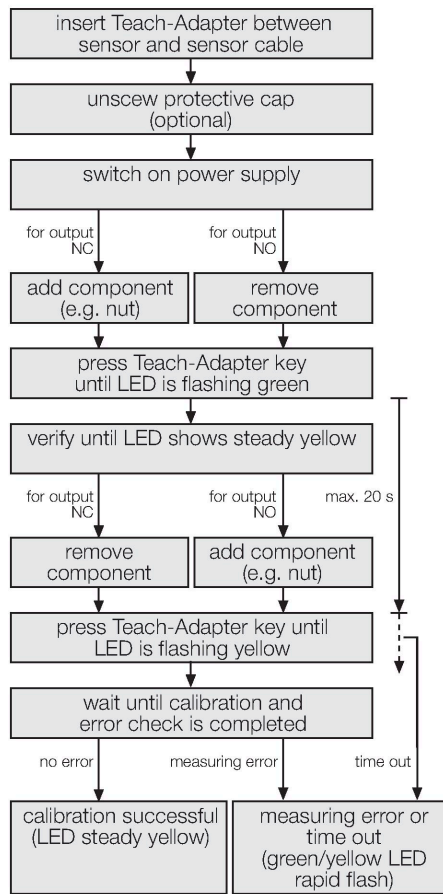 insert Teach-Adapter between
sensor and sensor cable
unscew protective cap
(optional)
switch on power supply
for output
NC
for output
NO
add component
(e.g. nut)
remove
component
press Teach-Adapter key
until LED is flashing green
verify until LED shows steady yellow
for output
NC
for output
NO
max. 20 s
remove
component
add component
(e.g. nut)
press Teach-Adapter key until
LED is flashing yellow
wait until calibration and
error check is completed
no error
measuring error
time out
calibration successful
(LED steady yellow)
measuring error or
time out
(green/yellow LED
rapid flash)